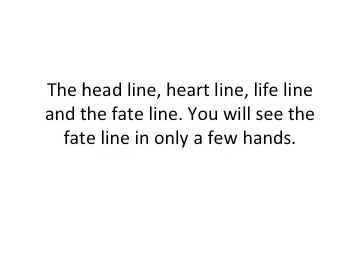 The head line, heart line, life line
and the fate line. You will see the
fate line in only a few hands.